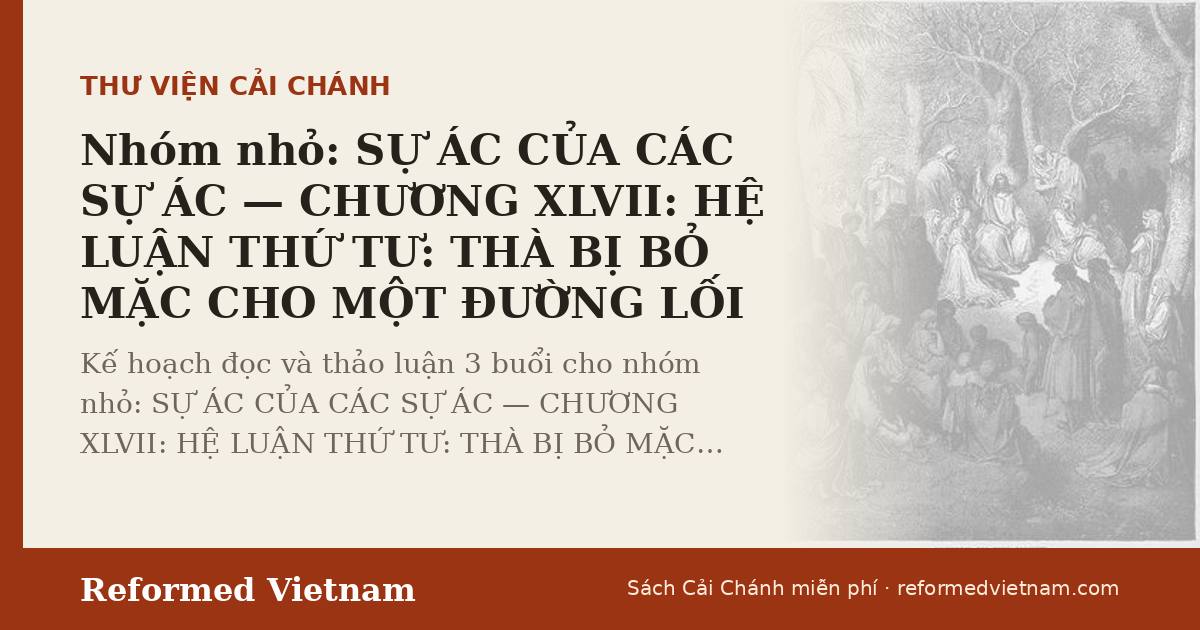 THƯ VIỆN CẢI CHÁNH
Nhóm nhỏ: SỰ ÁC CỦA CÁC
SỰ ÁC — CHƯƠNG XLVII: HỆ
LUẬN THỨ TƯ: THÀ BỊ BỎ
MẶC CHO MỘT ĐƯỜNG LỐI
Kế hoạch đọc và thảo luận 3 buổi cho nhóm
nhỏ: SỰ ÁC CỦA CÁC SỰ ÁC — CHƯƠNG
XLVII: HỆ LUẬN THỨ TƯ: THÀ BỊ BỎ MẶC...
Reformed Vietnam
Sách Cải Chánh miễn phí · reformedvietnam.com